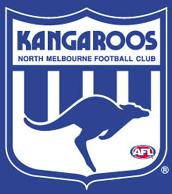 KANGAROOS
NORTH MELBOURNE FOOTBALL CLUB
AFL
®